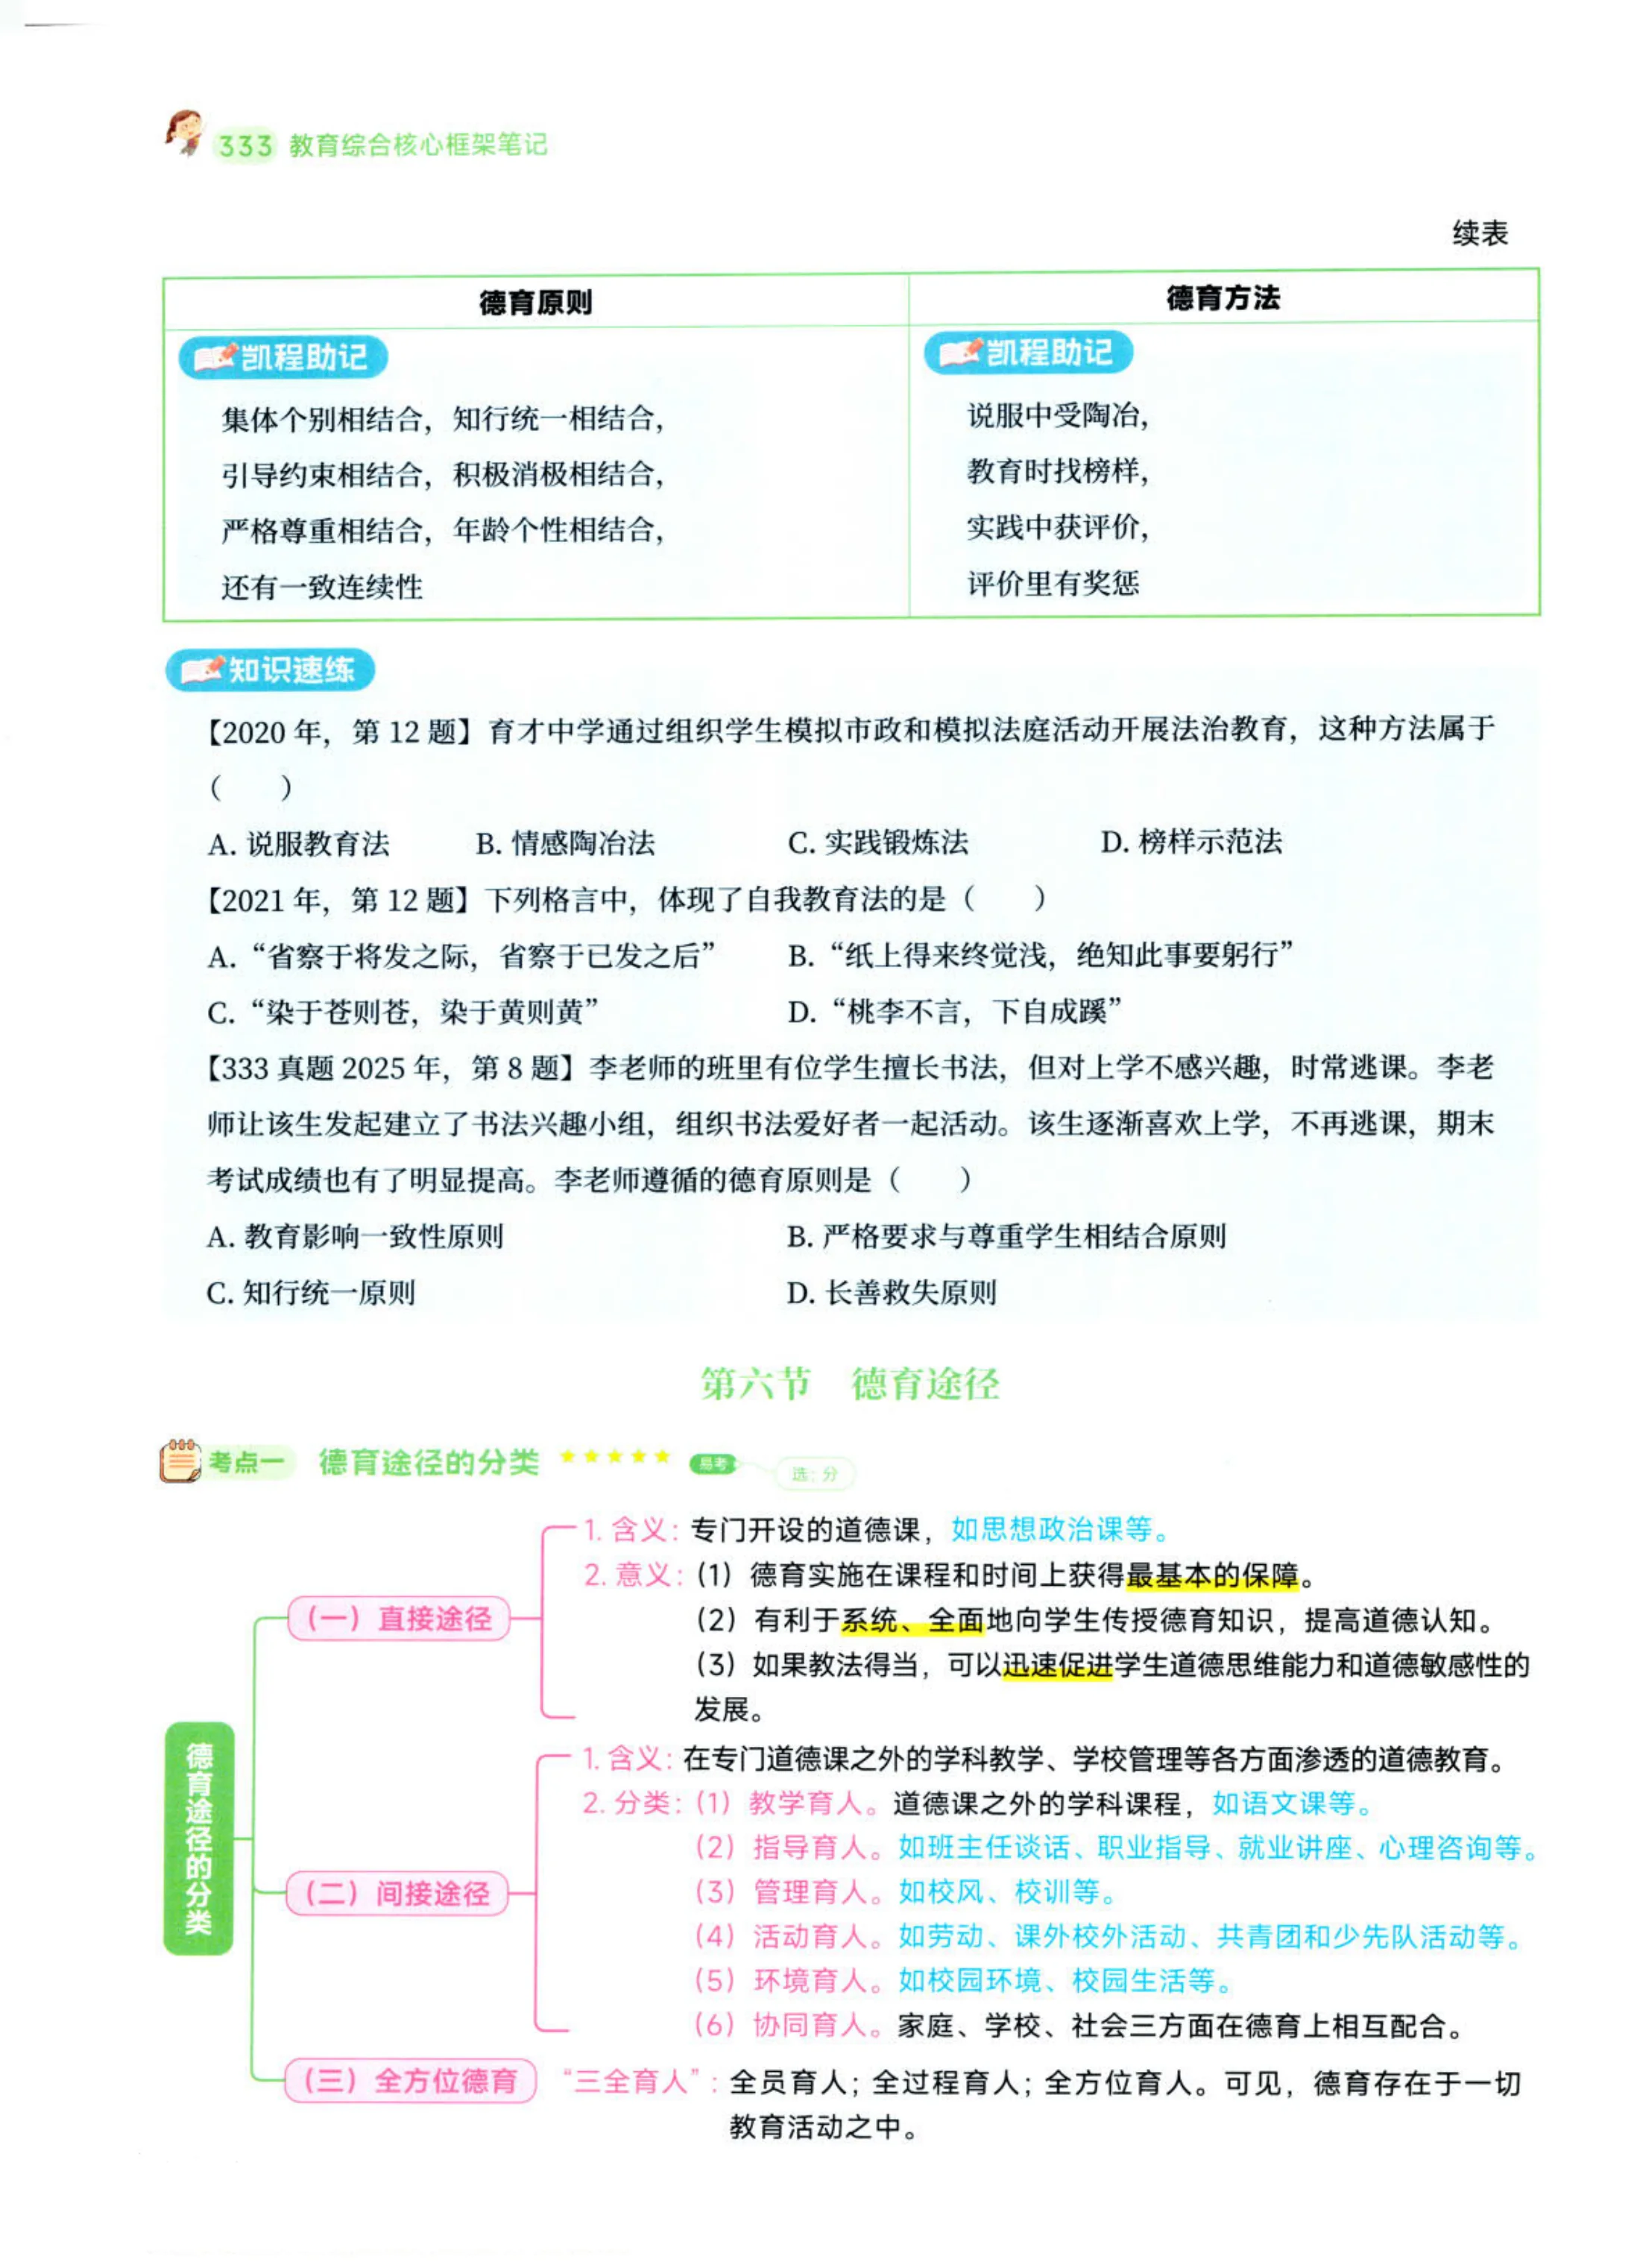 333 教育综合核心框架笔记
续表
德育原则
德育方法
凯程助记
集体个别相结合，知行统一相结合，
引导约束相结合，积极消极相结合，
严格尊重相结合，年龄个性相结合，
还有一致连续性
凯程助记
说服中受陶冶，
教育时找榜样，
实践中获评价，
评价里有奖惩
知识速练
【2020 年，第 12 题】育才中学通过组织学生模拟市政和模拟法庭活动开展法治教育，这种方法属于
（　　）
A. 说服教育法　　B. 情感陶冶法　　C. 实践锻炼法　　D. 榜样示范法
【2021 年，第 12 题】下列格言中，体现了自我教育法的是（　　）
A. “省察于将发之际，省察于已发之后”　　B. “纸上得来终觉浅，绝知此事要躬行”
C. “染于苍则苍，染于黄则黄”　　D. “桃李不言，下自成蹊”
【333 真题 2025 年，第 8 题】李老师的班里有位学生擅长书法，但对上学不感兴趣，时常逃课。李老
师让该生发起建立了书法兴趣小组，组织书法爱好者一起活动。该生逐渐喜欢上学，不再逃课，期末
考试成绩也有了明显提高。李老师遵循的德育原则是（　　）
A. 教育影响一致性原则　　B. 严格要求与尊重学生相结合原则
C. 知行统一原则　　D. 长善救失原则
第六节　德育途径
考点一　德育途径的分类 ★★★★★ 易考 选；分
德育途径的分类
（一）直接途径
1. 含义：专门开设的道德课，如思想政治课等。
2. 意义：（1）德育实施在课程和时间上获得最基本的保障。
（2）有利于系统、全面地向学生传授德育知识，提高道德认知。
（3）如果教法得当，可以迅速促进学生道德思维能力和道德敏感性的
发展。
（二）间接途径
1. 含义：在专门道德课之外的学科教学、学校管理等各方面渗透的道德教育。
2. 分类：（1）教学育人。道德课之外的学科课程，如语文课等。
（2）指导育人。如班主任谈话、职业指导、就业讲座、心理咨询等。
（3）管理育人。如校风、校训等。
（4）活动育人。如劳动、课外校外活动、共青团和少先队活动等。
（5）环境育人。如校园环境、校园生活等。
（6）协同育人。家庭、学校、社会三方面在德育上相互配合。
（三）全方位德育
“三全育人”：全员育人；全过程育人；全方位育人。可见，德育存在于一切
教育活动之中。